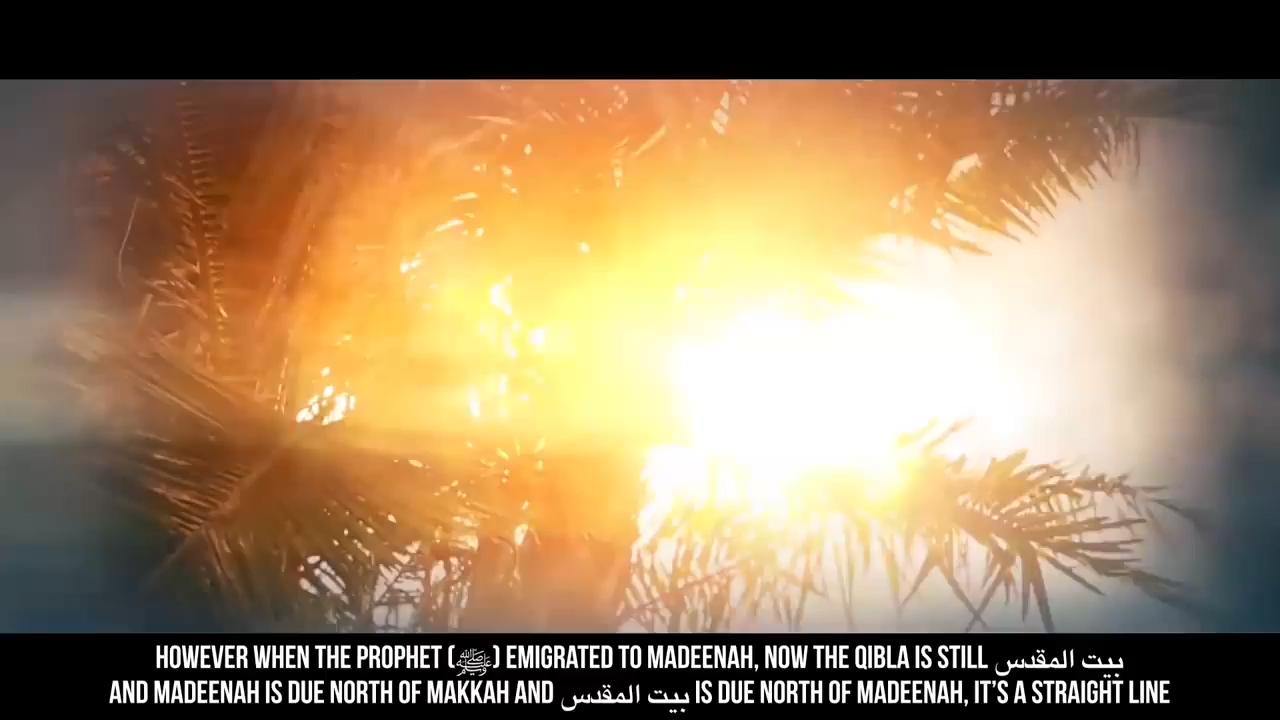 HOWEVER WHEN THE PROPHET (ﷺ) EMIGRATED TO MADEENAH, NOW THE QIBLA IS STILL بيت المقدس
AND MADEENAH IS DUE NORTH OF MAKKAH AND بيت المقدس IS DUE NORTH OF MADEENAH, IT'S A STRAIGHT LINE